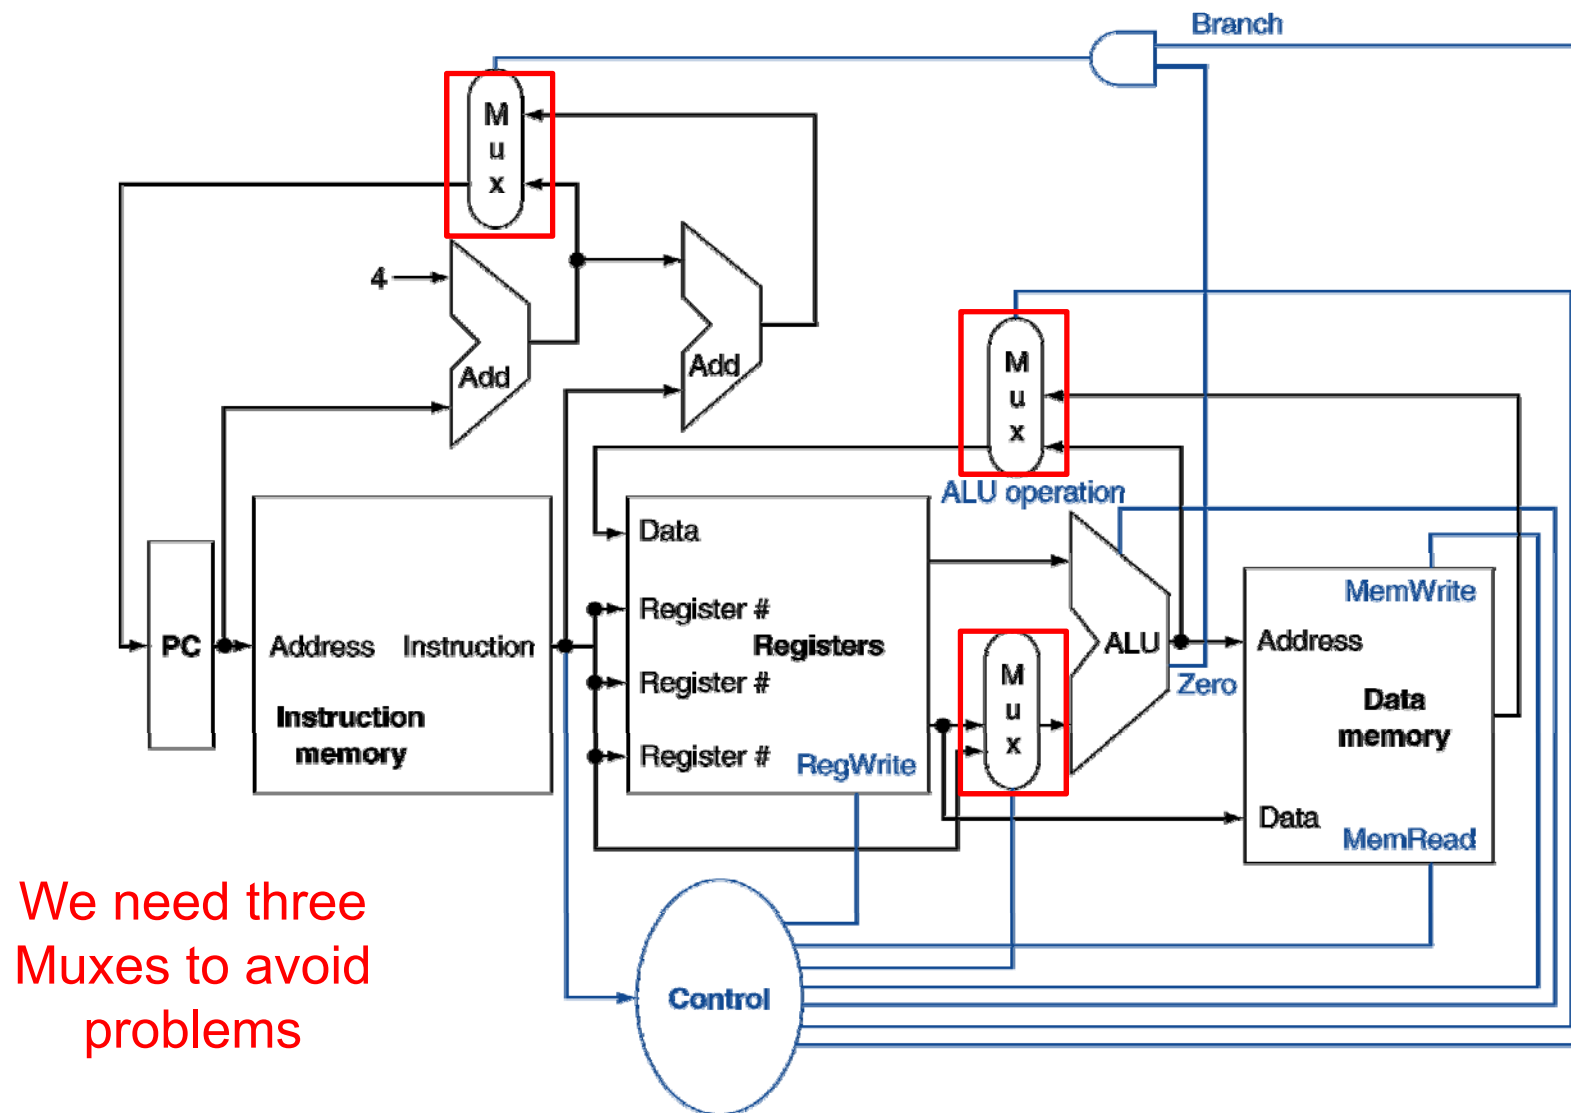 Branch
M
u
x
4
Add
Add
M
u
x
ALU operation
Data
Register #
Registers
Register #
Register #
RegWrite
PC
Address Instruction
Instruction
memory
M
u
x
ALU
Zero
MemWrite
Address
Data
memory
Data
MemRead
Control
We need three
Muxes to avoid
problems